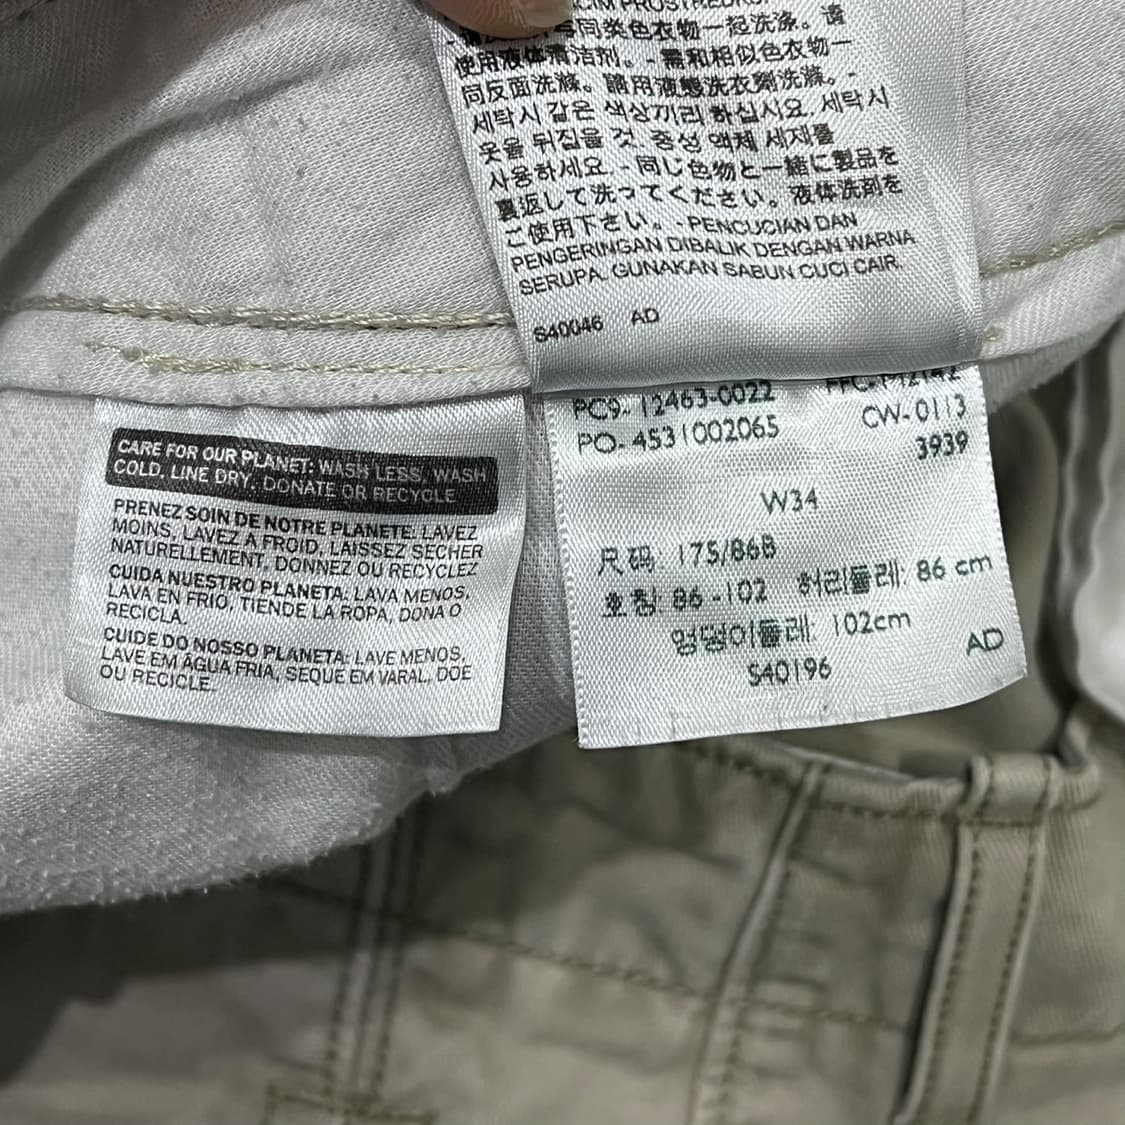 CIM PROSTŘEDK
与同类色衣物一起洗涤。请
使用液体清洁剂。- 需和相似色衣物一
同反面洗滌。請用液態洗衣劑洗滌。-
세탁시 같은 색상끼리 하십시요. 세탁시
옷을 뒤집을 것. 중성 액체 세제를
사용하세요. - 同じ色物と一緒に製品を
裏返して洗ってください。液体洗剤を
ご使用下さい。- PENCUCIAN DAN
PENGERINGAN DIBALIK DENGAN WARNA
SERUPA. GUNAKAN SABUN CUCI CAIR.
S40046 AD
CARE FOR OUR PLANET: WASH LESS, WASH
COLD, LINE DRY, DONATE OR RECYCLE
PRENEZ SOIN DE NOTRE PLANETE: LAVEZ
MOINS, LAVEZ A FROID, LAISSEZ SECHER
NATURELLEMENT, DONNEZ OU RECYCLEZ
CUIDA NUESTRO PLANETA: LAVA MENOS,
LAVA EN FRIO, TIENDE LA ROPA, DONA O
RECICLA.
CUIDE DO NOSSO PLANETA: LAVE MENOS,
LAVE EM ÁGUA FRIA, SEQUE EM VARAL, DOE
OU RECICLE.
PC9- 12463-0022
PO- 4531002065 CW-0113
3939
W34
尺码: 175/86B
호칭: 86 -102 허리둘레: 86 cm
엉덩이둘레: 102cm
S40196 AD